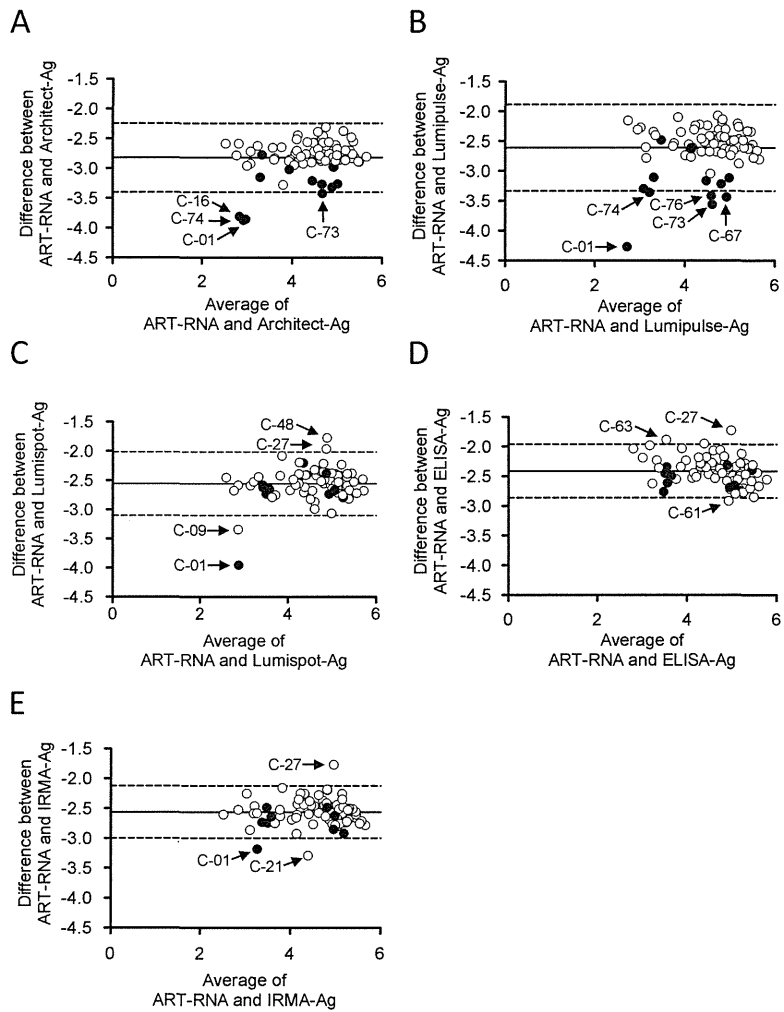 A
Difference between
ART-RNA and Architect-Ag
-1.5
-2.0
-2.5
-3.0
-3.5
-4.0
-4.5
C-16
C-74
C-01
C-73
0 2 4 6
Average of
ART-RNA and Architect-Ag
B
Difference between
ART-RNA and Lumipulse-Ag
-1.5
-2.0
-2.5
-3.0
-3.5
-4.0
-4.5
C-74
C-76
C-73
C-67
C-01
0 2 4 6
Average of
ART-RNA and Lumipulse-Ag
C
Difference between
ART-RNA and Lumispot-Ag
-1.5
-2.0
-2.5
-3.0
-3.5
-4.0
-4.5
C-48
C-27
C-09
C-01
0 2 4 6
Average of
ART-RNA and Lumispot-Ag
D
Difference between
ART-RNA and ELISA-Ag
-1.5
-2.0
-2.5
-3.0
-3.5
-4.0
-4.5
C-63
C-27
C-61
0 2 4 6
Average of
ART-RNA and ELISA-Ag
E
Difference between
ART-RNA and IRMA-Ag
-1.5
-2.0
-2.5
-3.0
-3.5
-4.0
-4.5
C-27
C-01
C-21
0 2 4 6
Average of
ART-RNA and IRMA-Ag